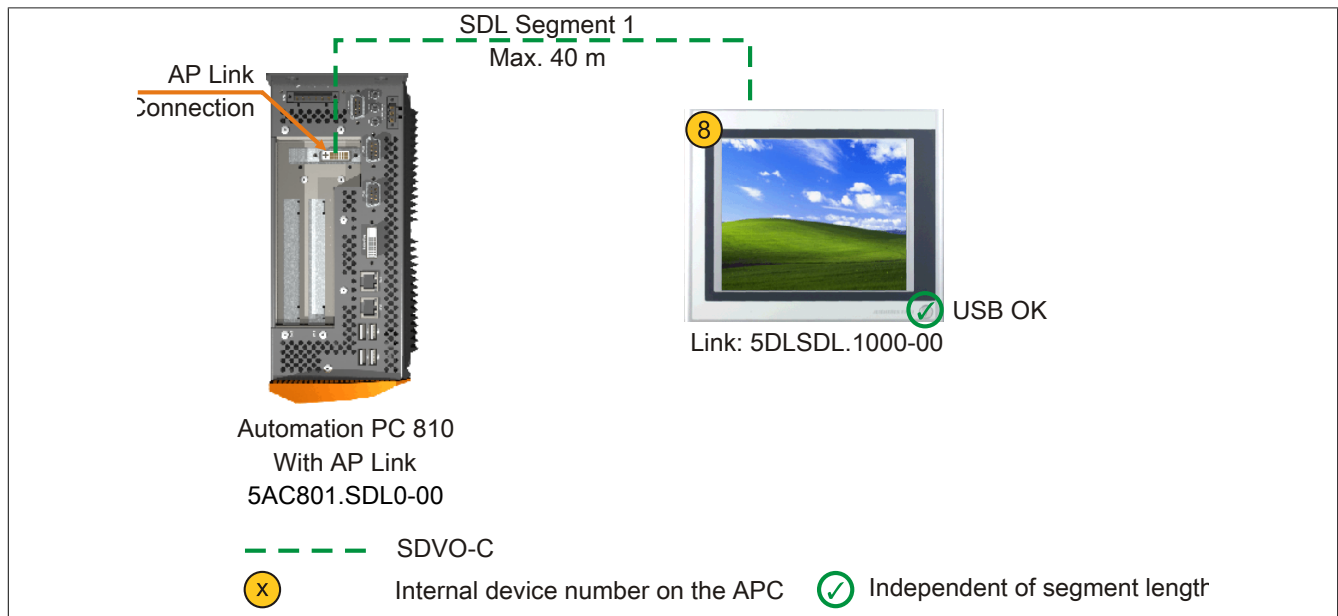 SDL Segment 1
Max. 40 m
AP Link
Connection
8
USB OK
Link: 5DLSDL.1000-00
Automation PC 810
With AP Link
5AC801.SDL0-00
SDVO-C
x
Internal device number on the APC
Independent of segment length